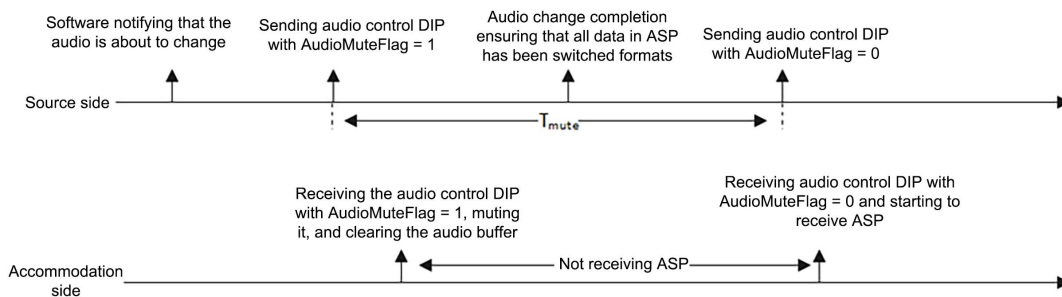 Software notifying that the
audio is about to change
Sending audio control DIP
with AudioMuteFlag = 1
Audio change completion
ensuring that all data in ASP
has been switched formats
Sending audio control DIP
with AudioMuteFlag = 0
Source side
Tmute
Receiving the audio control DIP
with AudioMuteFlag = 1, muting
it, and clearing the audio buffer
Receiving audio control DIP with
AudioMuteFlag = 0 and starting to
receive ASP
Not receiving ASP
Accommodation
side